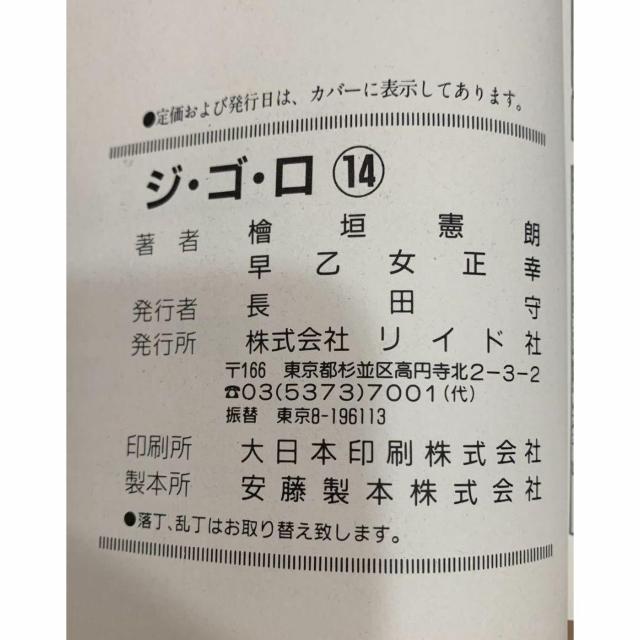 ●定価および発行日は、カバーに表示してあります。
ジ・ゴ・ロ ⑭
著者 檜垣憲朗
早乙女正幸
発行者 長田守
発行所 株式会社 リイド社
〒166 東京都杉並区高円寺北2-3-2
☎03(5373)7001(代)
振替 東京8-196113
印刷所 大日本印刷株式会社
製本所 安藤製本株式会社
●落丁、乱丁はお取り替え致します。